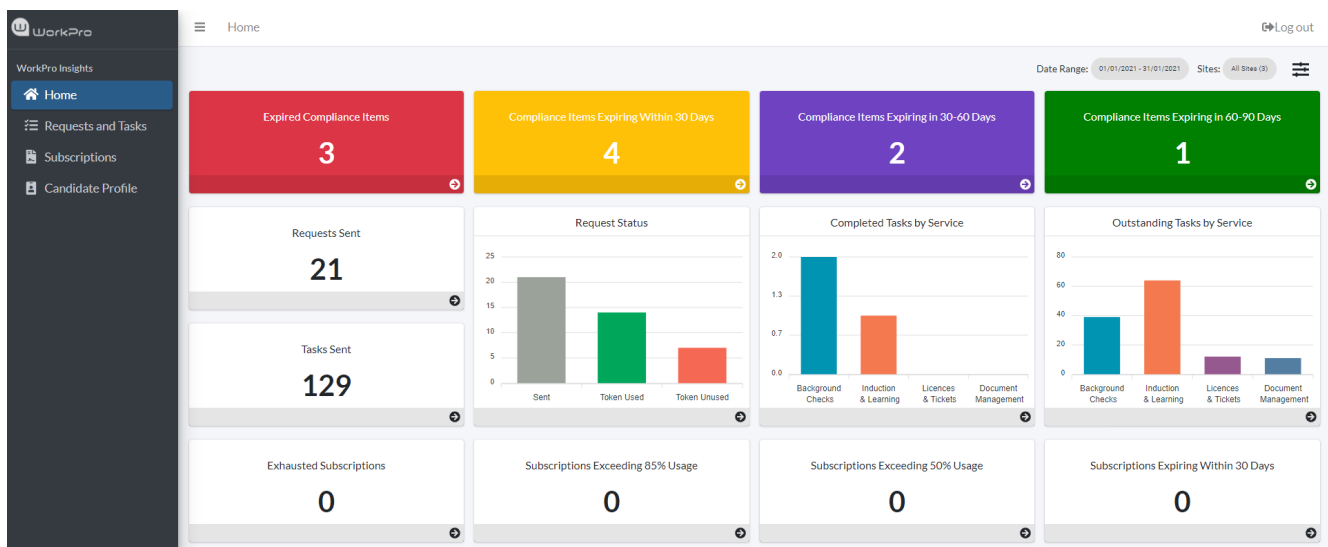 WorkPro
Home
Log out
WorkPro Insights
Home
Requests and Tasks
Subscriptions
Candidate Profile
Date Range: 01/01/2021 - 31/01/2021 Sites: All Sites (3)
Expired Compliance Items
3
Compliance Items Expiring Within 30 Days
4
Compliance Items Expiring in 30-60 Days
2
Compliance Items Expiring in 60-90 Days
1
Requests Sent
21
Tasks Sent
129
Request Status
25
20
15
10
5
0
Sent Token Used Token Unused
Completed Tasks by Service
2.0
1.3
0.7
0.0
Background Induction Licences Document
Checks & Learning & Tickets Management
Outstanding Tasks by Service
80
60
40
20
0
Background Induction Licences Document
Checks & Learning & Tickets Management
Exhausted Subscriptions
0
Subscriptions Exceeding 85% Usage
0
Subscriptions Exceeding 50% Usage
0
Subscriptions Expiring Within 30 Days
0